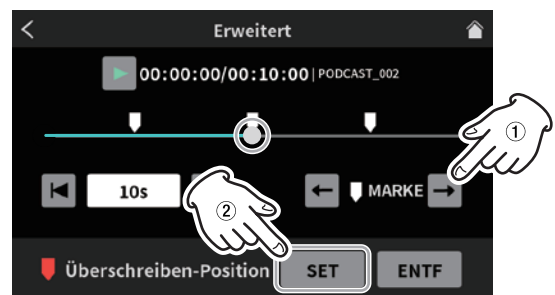 Erweitert
00:00:00/00:10:00 | PODCAST_002
①
10s
MARKE
②
Überschreiben-Position SET ENTF